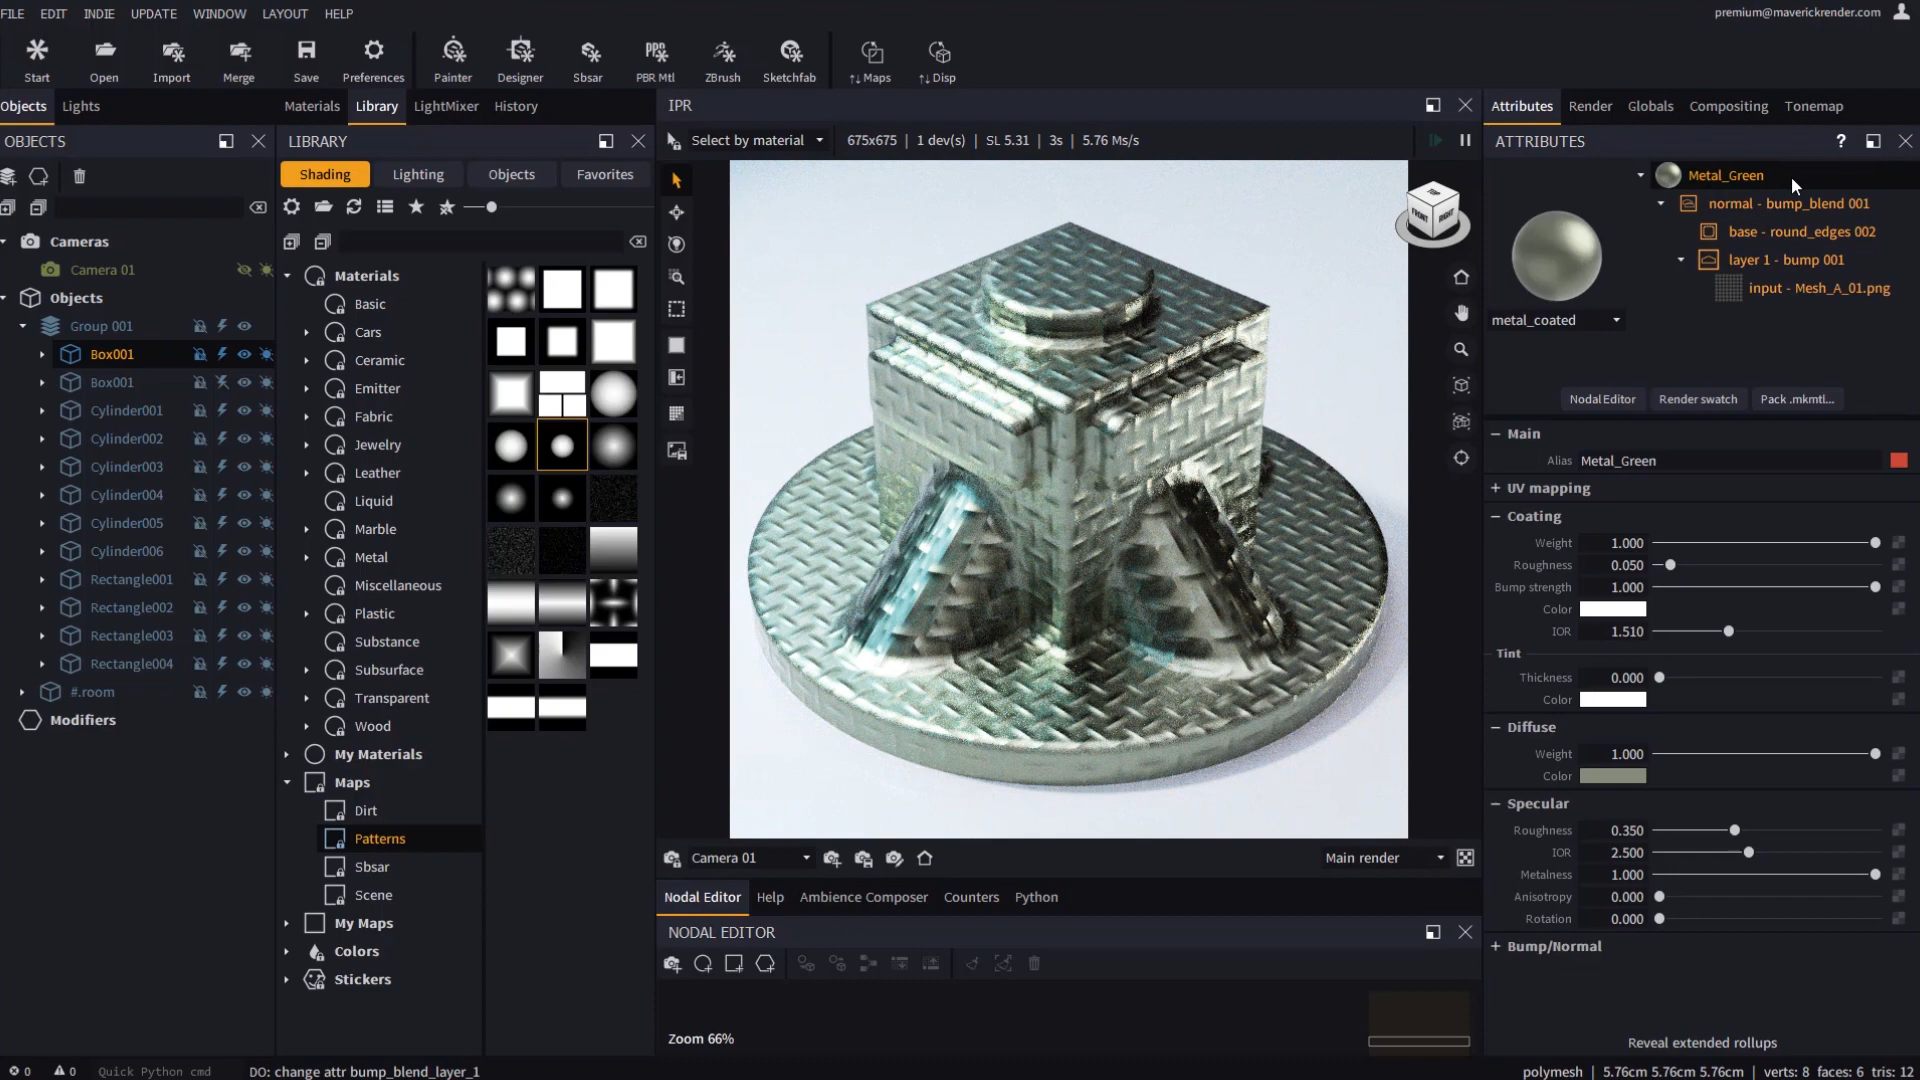 FILE EDIT INDIE UPDATE WINDOW LAYOUT HELP
premium@maverickrender.com
Start Open Import Merge Save Preferences Painter Designer Sbsar PBR Mtl ZBrush Sketchfab ↑↓ Maps ↑↓ Disp
Objects Lights
OBJECTS
Cameras
Camera 01
Objects
Group 001
Box001
Box001
Cylinder001
Cylinder002
Cylinder003
Cylinder004
Cylinder005
Cylinder006
Rectangle001
Rectangle002
Rectangle003
Rectangle004
#.room
Modifiers
Materials Library LightMixer History
LIBRARY
Shading Lighting Objects Favorites
Materials
Basic
Cars
Ceramic
Emitter
Fabric
Jewelry
Leather
Liquid
Marble
Metal
Miscellaneous
Plastic
Substance
Subsurface
Transparent
Wood
My Materials
Maps
Dirt
Patterns
Sbsar
Scene
My Maps
Colors
Stickers
IPR
Select by material 675x675 | 1 dev(s) | SL 5.31 | 3s | 5.76 Ms/s
TOP
FRONT RIGHT
Camera 01 Main render
Nodal Editor Help Ambience Composer Counters Python
NODAL EDITOR
Zoom 66%
Attributes Render Globals Compositing Tonemap
ATTRIBUTES ?
Metal_Green
normal - bump_blend 001
base - round_edges 002
layer 1 - bump 001
input - Mesh_A_01.png
metal_coated
Nodal Editor Render swatch Pack .mkmtl...
Main
Alias Metal_Green
UV mapping
Coating
Weight 1.000
Roughness 0.050
Bump strength 1.000
Color
IOR 1.510
Tint
Thickness 0.000
Color
Diffuse
Weight 1.000
Color
Specular
Roughness 0.350
IOR 2.500
Metalness 1.000
Anisotropy 0.000
Rotation 0.000
Bump/Normal
Reveal extended rollups
0 0 Quick Python cmd DO: change attr bump_blend_layer_1 polymesh | 5.76cm 5.76cm 5.76cm | verts: 8 faces: 6 tris: 12